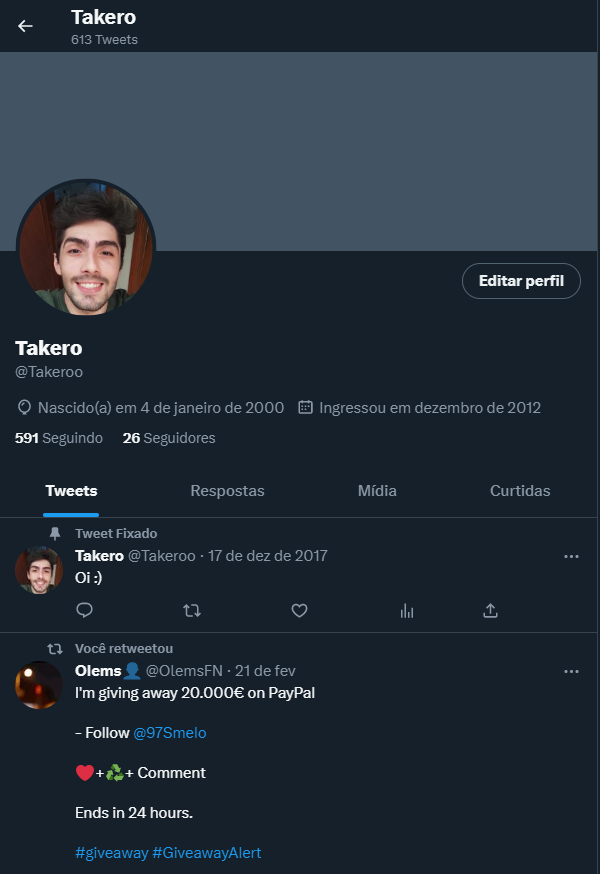 Takero
613 Tweets
Editar perfil
Takero
@Takeroo
Nascido(a) em 4 de janeiro de 2000 Ingressou em dezembro de 2012
591 Seguindo 26 Seguidores
Tweets Respostas Mídia Curtidas
Tweet Fixado
Takero @Takeroo · 17 de dez de 2017
Oi :)
Você retweetou
Olems👤 @OlemsFN · 21 de fev
I'm giving away 20.000€ on PayPal
- Follow @97Smelo
❤️+♻️+ Comment
Ends in 24 hours.
#giveaway #GiveawayAlert